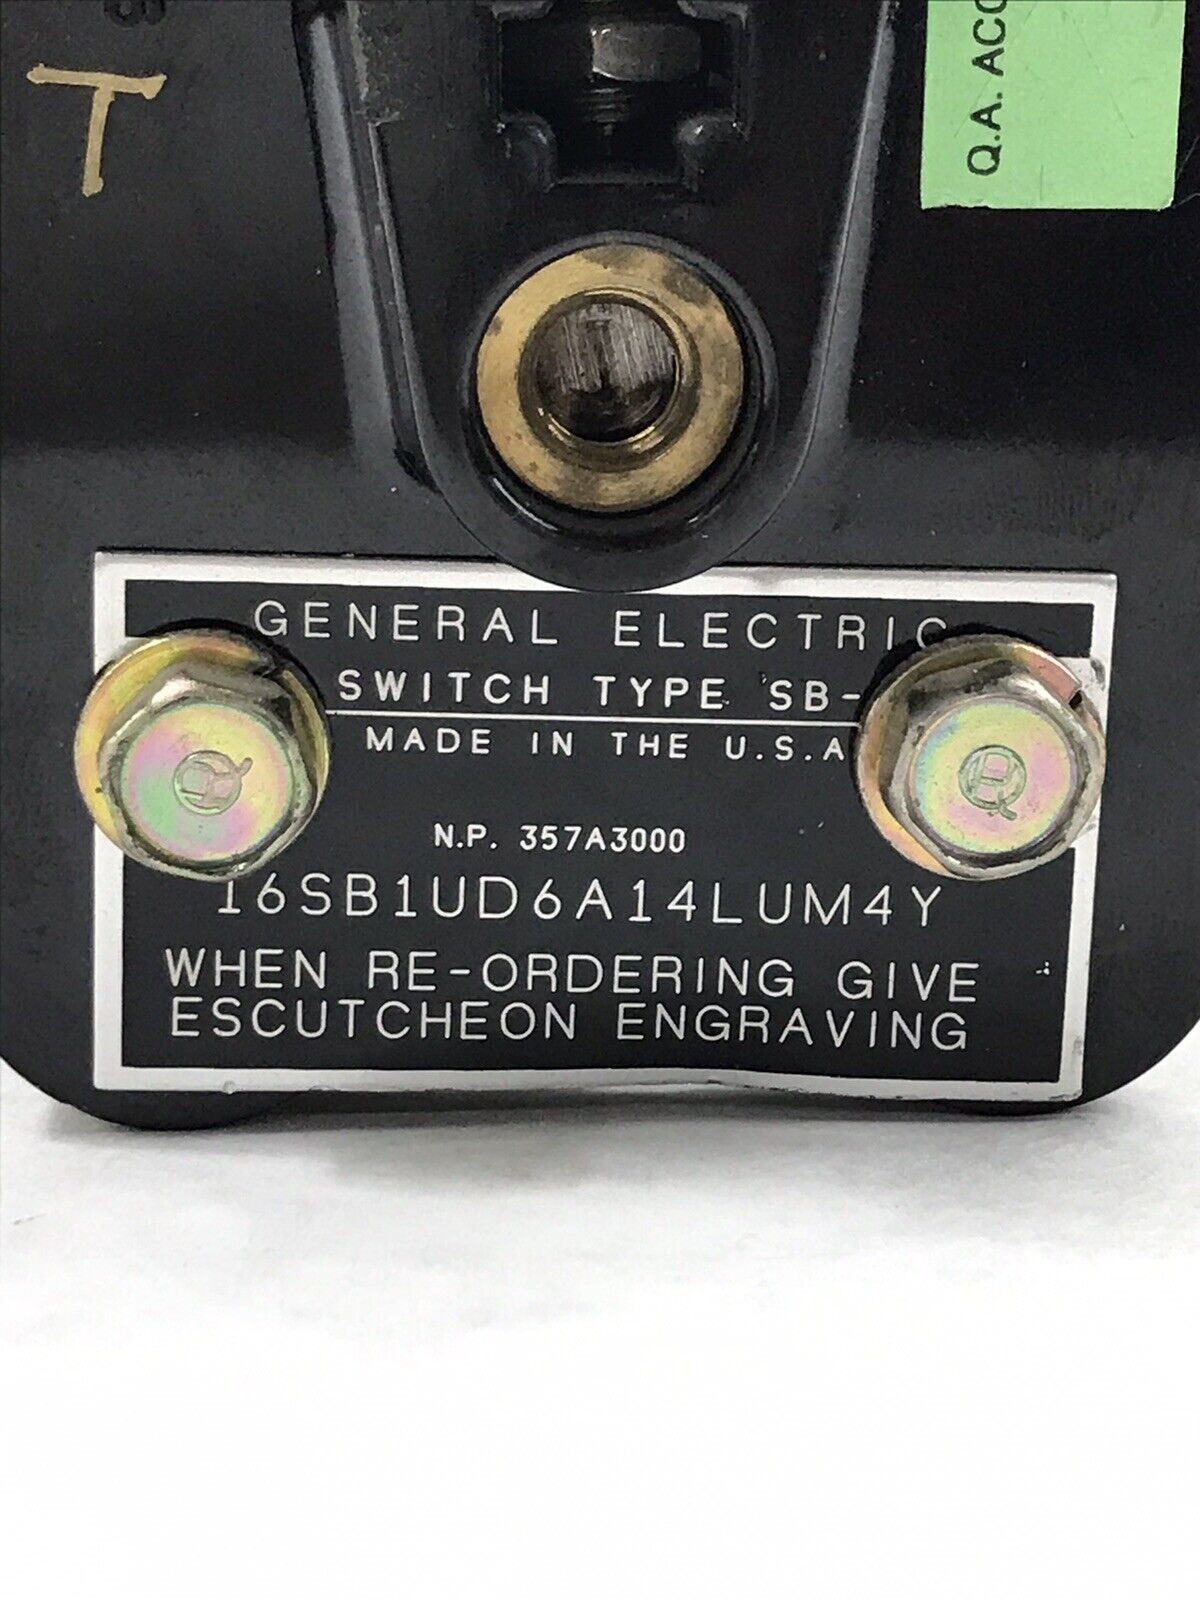 T
Q.A. ACC
GENERAL ELECTRIC
SWITCH TYPE SB-
MADE IN THE U.S.A
N.P. 357A3000
16SB1UD6A14LUM4Y
WHEN RE-ORDERING GIVE
ESCUTCHEON ENGRAVING